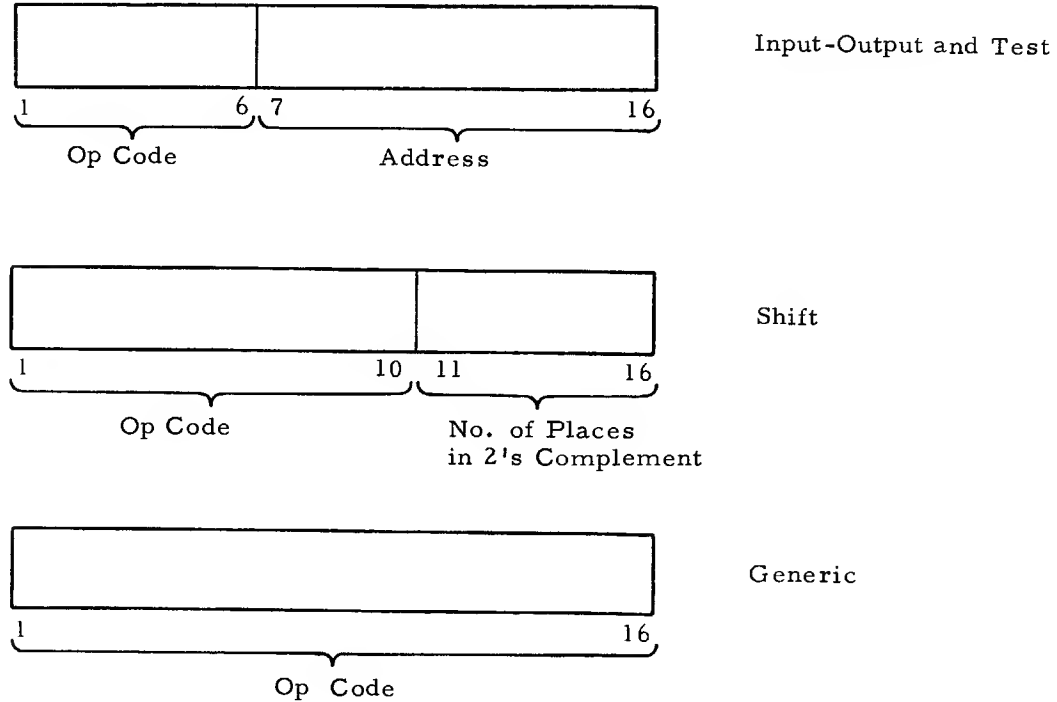 Input-Output and Test
1 6 7 16
Op Code Address
Shift
1 10 11 16
Op Code No. of Places
in 2's Complement
Generic
1 16
Op Code